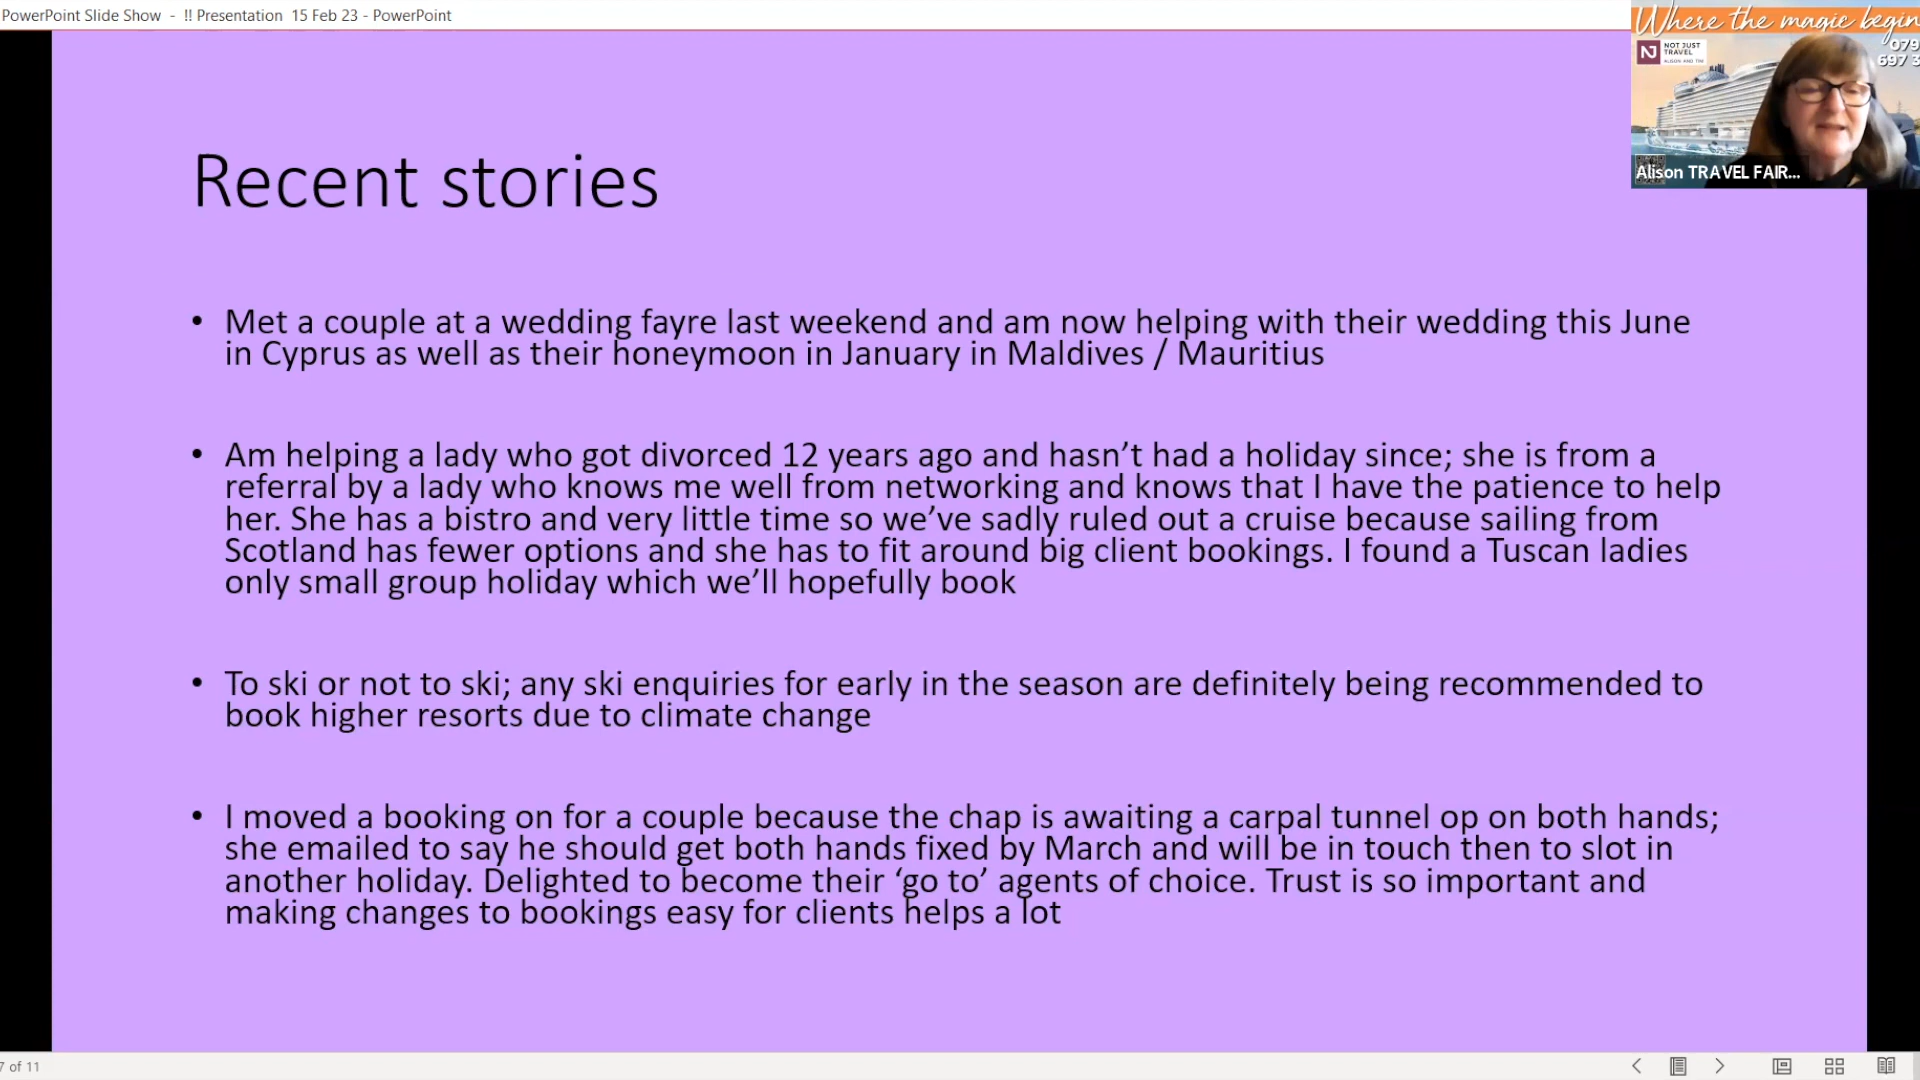 PowerPoint Slide Show - !! Presentation 15 Feb 23 - PowerPoint
Where the magic begin
NOT JUST
TRAVEL
ALISON AND TIM
079
697 3
Alison TRAVEL FAIR...
Recent stories
• Met a couple at a wedding fayre last weekend and am now helping with their wedding this June
in Cyprus as well as their honeymoon in January in Maldives / Mauritius
• Am helping a lady who got divorced 12 years ago and hasn’t had a holiday since; she is from a
referral by a lady who knows me well from networking and knows that I have the patience to help
her. She has a bistro and very little time so we’ve sadly ruled out a cruise because sailing from
Scotland has fewer options and she has to fit around big client bookings. I found a Tuscan ladies
only small group holiday which we’ll hopefully book
• To ski or not to ski; any ski enquiries for early in the season are definitely being recommended to
book higher resorts due to climate change
• I moved a booking on for a couple because the chap is awaiting a carpal tunnel op on both hands;
she emailed to say he should get both hands fixed by March and will be in touch then to slot in
another holiday. Delighted to become their ‘go to’ agents of choice. Trust is so important and
making changes to bookings easy for clients helps a lot
7 of 11